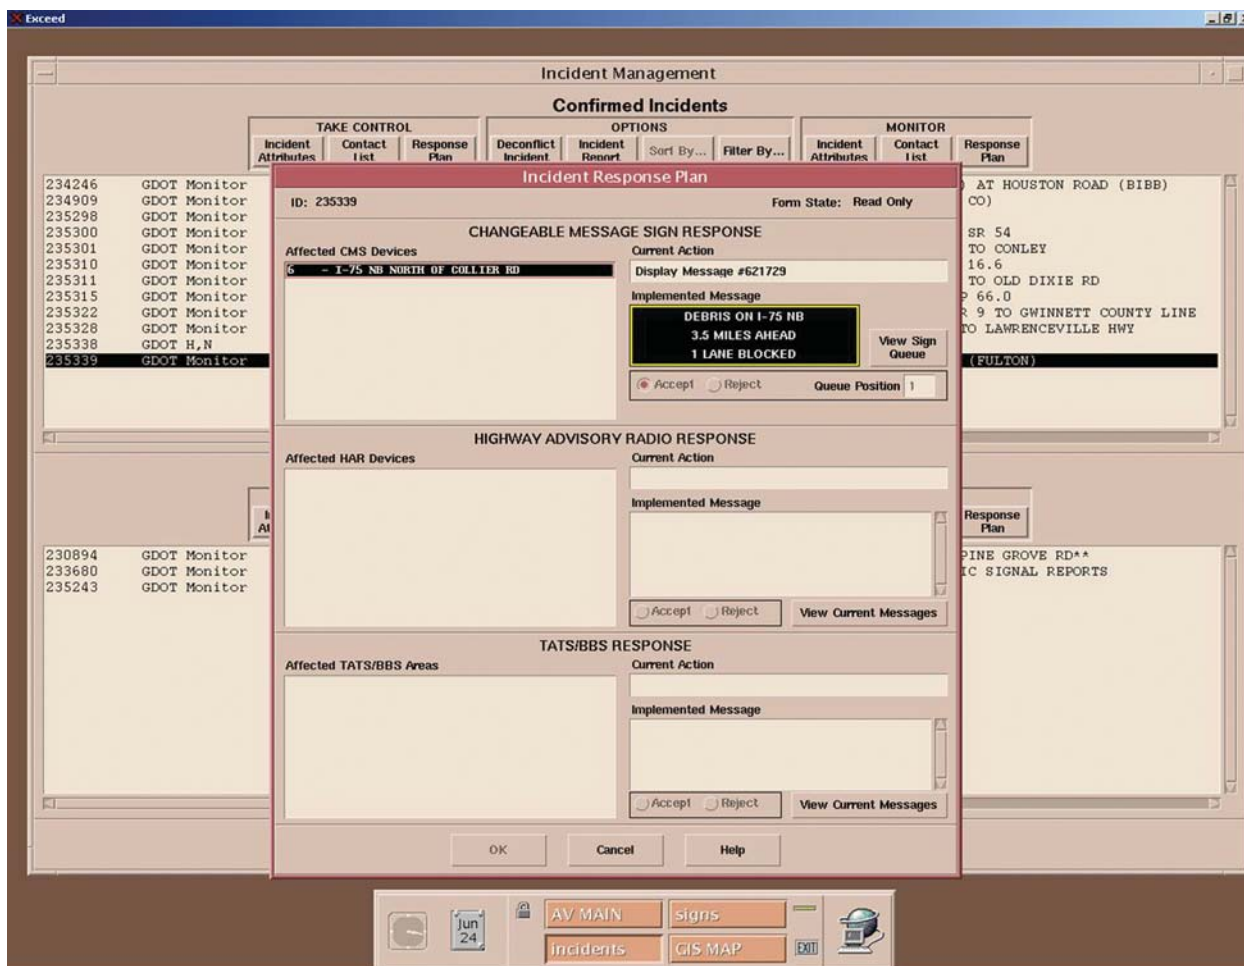 Exceed
Incident Management
Confirmed Incidents
TAKE CONTROL
OPTIONS
MONITOR
Incident Attributes
Contact List
Response Plan
Deconflict Incident
Incident Report
Sort By...
Filter By...
Incident Attributes
Contact List
Response Plan
234246 GDOT Monitor
234909 GDOT Monitor
235298 GDOT Monitor
235300 GDOT Monitor
235301 GDOT Monitor
235310 GDOT Monitor
235311 GDOT Monitor
235315 GDOT Monitor
235322 GDOT Monitor
235328 GDOT Monitor
235338 GDOT H,N
235339 GDOT Monitor
) AT HOUSTON ROAD (BIBB)
CO)
SR 54
TO CONLEY
16.6
TO OLD DIXIE RD
66.0
9 TO GWINNETT COUNTY LINE
TO LAWRENCEVILLE HWY
(FULTON)
Incident Response Plan
ID: 235339
Form State: Read Only
CHANGEABLE MESSAGE SIGN RESPONSE
Affected CMS Devices
Current Action
6 - I-75 NB NORTH OF COLLIER RD
Display Message #621729
Implemented Message
DEBRIS ON I-75 NB
3.5 MILES AHEAD
1 LANE BLOCKED
View Sign Queue
Accept Reject
Queue Position 1
HIGHWAY ADVISORY RADIO RESPONSE
Affected HAR Devices
Current Action
Implemented Message
Accept Reject
View Current Messages
TATS/BBS RESPONSE
Affected TATS/BBS Areas
Current Action
Implemented Message
Accept Reject
View Current Messages
OK
Cancel
Help
Response Plan
230894 GDOT Monitor
233680 GDOT Monitor
235243 GDOT Monitor
PINE GROVE RD**
IC SIGNAL REPORTS
Jun
24
AV MAIN
signs
incidents
GIS MAP
EXIT